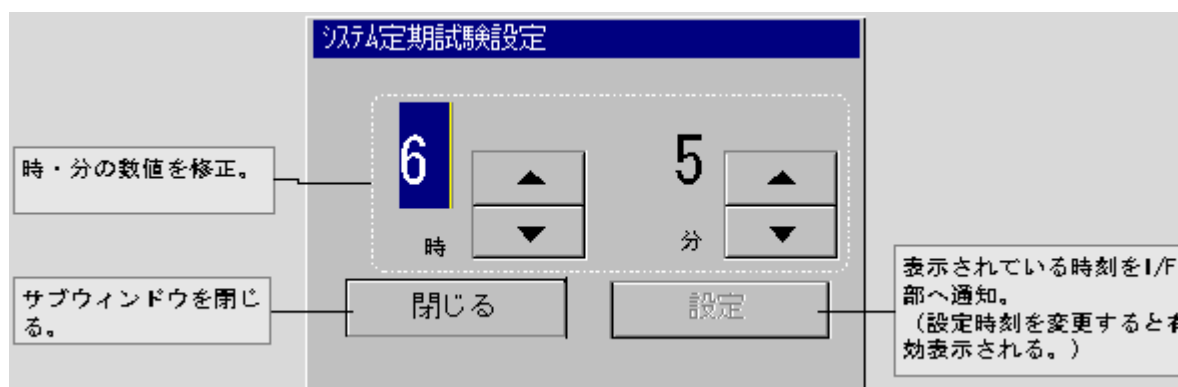 ｼｽﾃﾑ定期試験設定
6
5
時・分の数値を修正。
時
分
サブウィンドウを閉じ
る。
閉じる
設定
表示されている時刻をI/F
部へ通知。
（設定時刻を変更すると有
効表示される。）